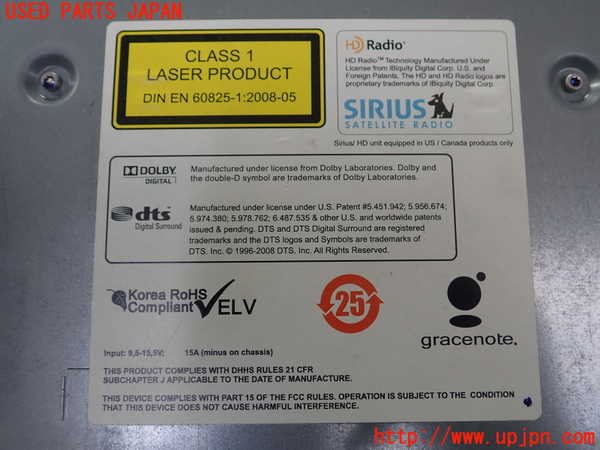 USED PARTS JAPAN
CLASS 1
LASER PRODUCT
DIN EN 60825-1:2008-05
HD Radio
HD Radio™ Technology Manufactured Under
License from iBiquity Digital Corp. U.S. and
Foreign Patents. The HD and HD Radio logos are
proprietary trademarks of iBiquity Digital Corp.
SIRIUS
SATELLITE RADIO
Sirius/ HD unit equipped in US / Canada products only
DOLBY
DIGITAL
Manufactured under license from Dolby Laboratories. Dolby and
the double-D symbol are trademarks of Dolby Laboratories.
dts
Digital Surround
Manufactured under license under U.S. Patent #5.451.942; 5.956.674;
5.974.380; 5.978.762; 6.487.535 & other U.S. and worldwide patents
issued & pending. DTS and DTS Digital Surround are registered
trademarks and the DTS logos and Symbols are trademarks of
DTS. Inc. © 1996-2008 DTS. Inc. All Rights Reserved.
Korea RoHS
Compliant
ELV
25
gracenote.
Input: 9,5-15,5V; 15A (minus on chassis)
THIS PRODUCT COMPLIES WITH DHHS RULES 21 CFR
SUBCHAPTER J APPLICABLE TO THE DATE OF MANUFACTURE.
THIS DEVICE COMPLIES WITH PART 15 OF THE FCC RULES. OPERATION IS SUBJECT TO THE CONDITION
THAT THIS DEVICE DOES NOT CAUSE HARMFUL INTERFERENCE.
http://www.upjpn.com/